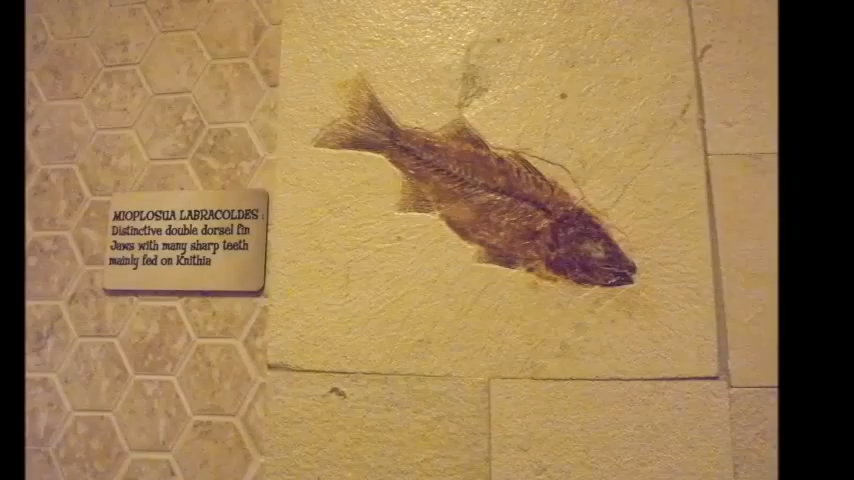 MIOPLOSUA LABRACOLDES :
Distinctive double dorsel fin
Jaws with many sharp teeth
mainly fed on Knithia